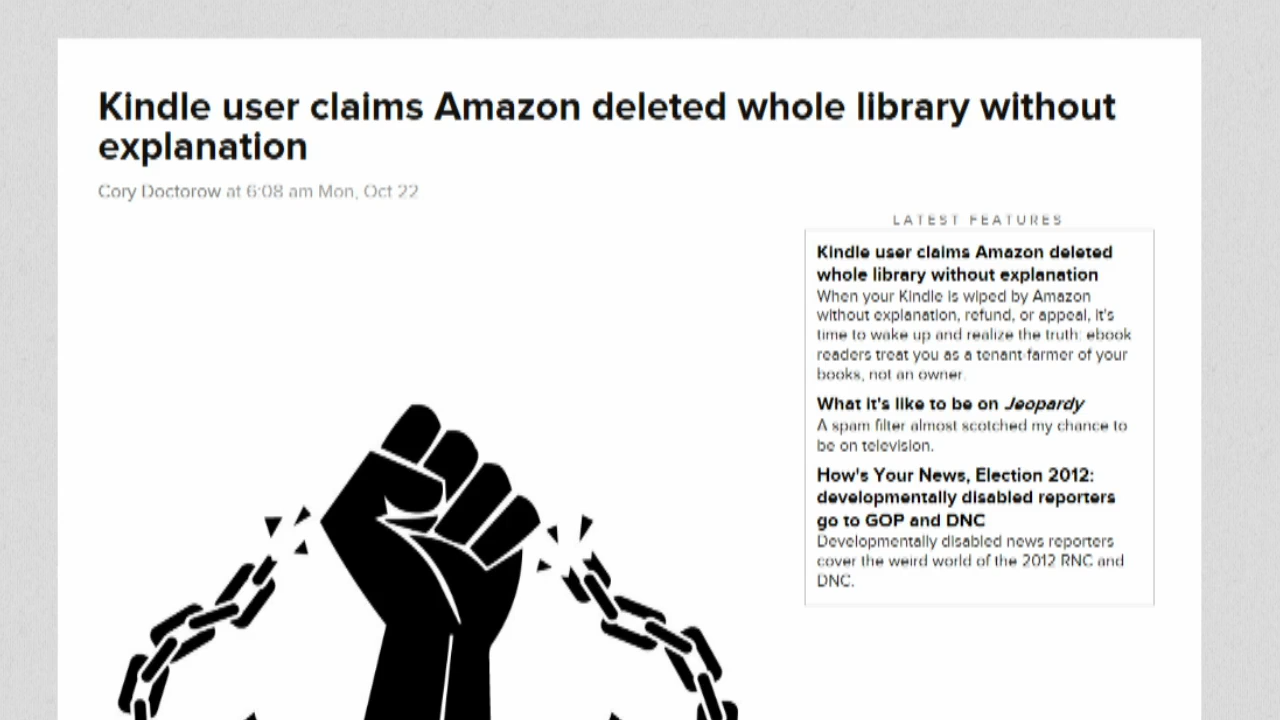 Kindle user claims Amazon deleted whole library without
explanation
Cory Doctorow at 6:08 am Mon, Oct 22
LATEST FEATURES
Kindle user claims Amazon deleted
whole library without explanation
When your Kindle is wiped by Amazon
without explanation, refund, or appeal, it's
time to wake up and realize the truth: ebook
readers treat you as a tenant-farmer of your
books, not an owner.
What it's like to be on Jeopardy
A spam filter almost scotched my chance to
be on television.
How's Your News, Election 2012:
developmentally disabled reporters
go to GOP and DNC
Developmentally disabled news reporters
cover the weird world of the 2012 RNC and
DNC.